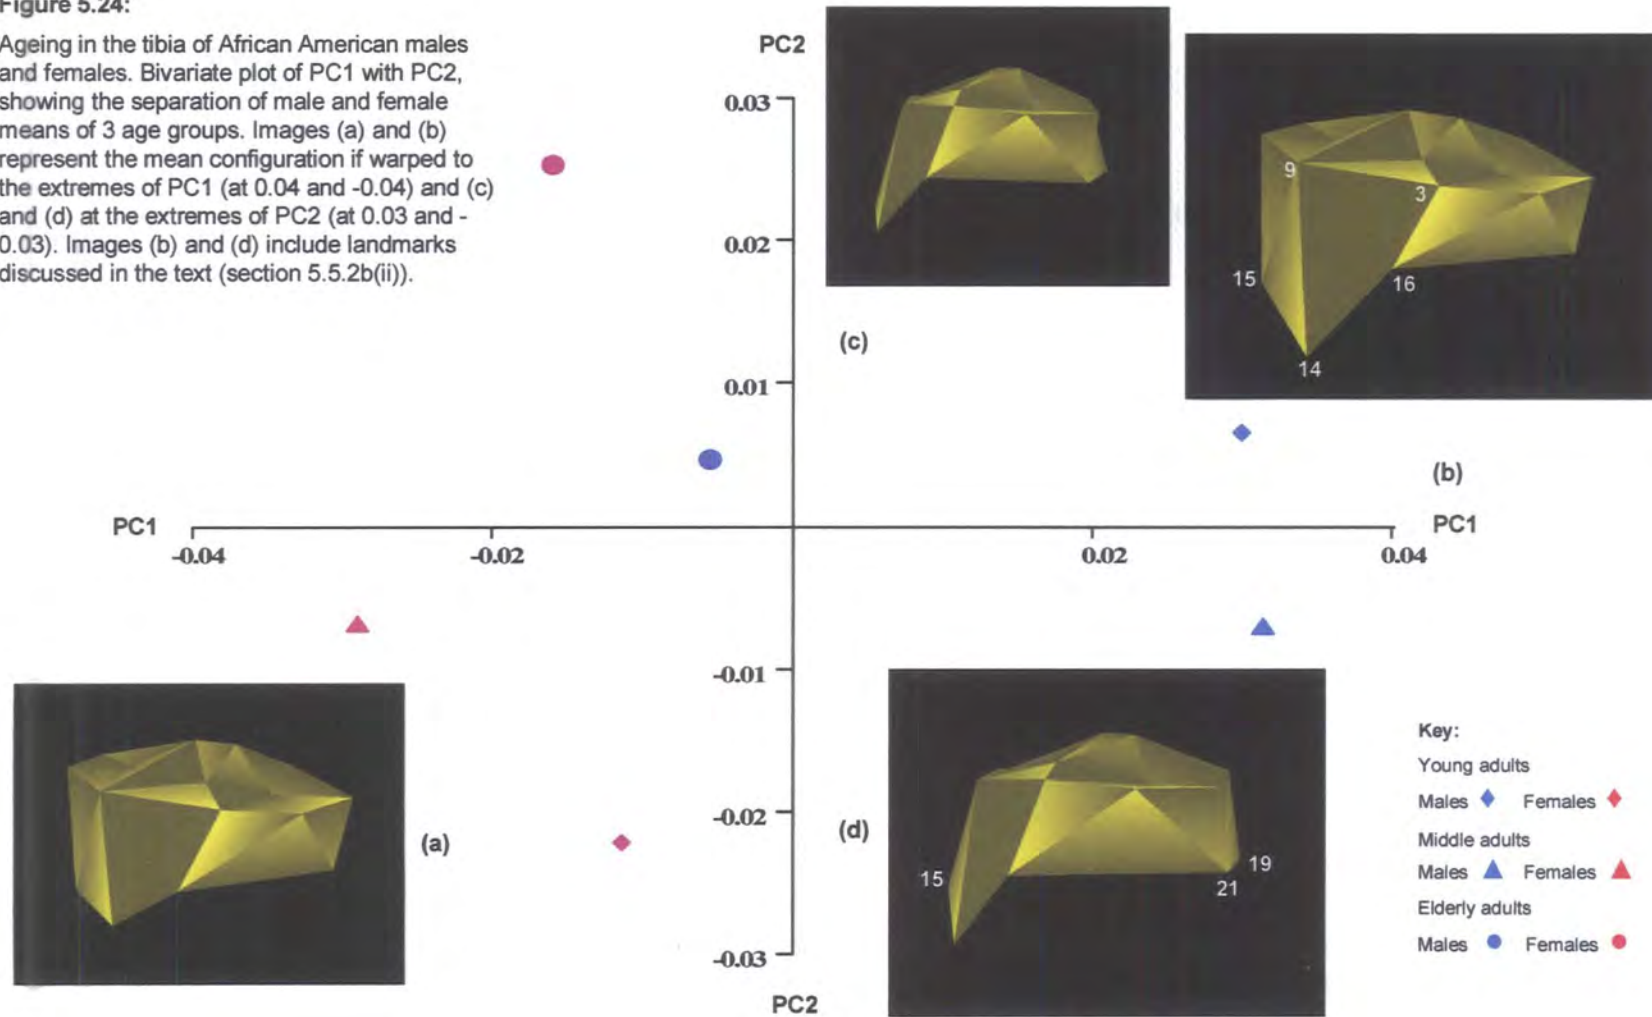 Figure 5.24:
Ageing in the tibia of African American males
and females. Bivariate plot of PC1 with PC2,
showing the separation of male and female
means of 3 age groups. Images (a) and (b)
represent the mean configuration if warped to
the extremes of PC1 (at 0.04 and -0.04) and (c)
and (d) at the extremes of PC2 (at 0.03 and -
0.03). Images (b) and (d) include landmarks
discussed in the text (section 5.5.2b(ii)).
PC2
0.03
0.02
0.01
(c)
9
3
15
16
14
(b)
PC1
PC1
-0.04
-0.02
0.02
0.04
-0.01
-0.02
-0.03
PC2
(a)
(d)
15
19
21
Key:
Young adults
Males Females
Middle adults
Males Females
Elderly adults
Males Females